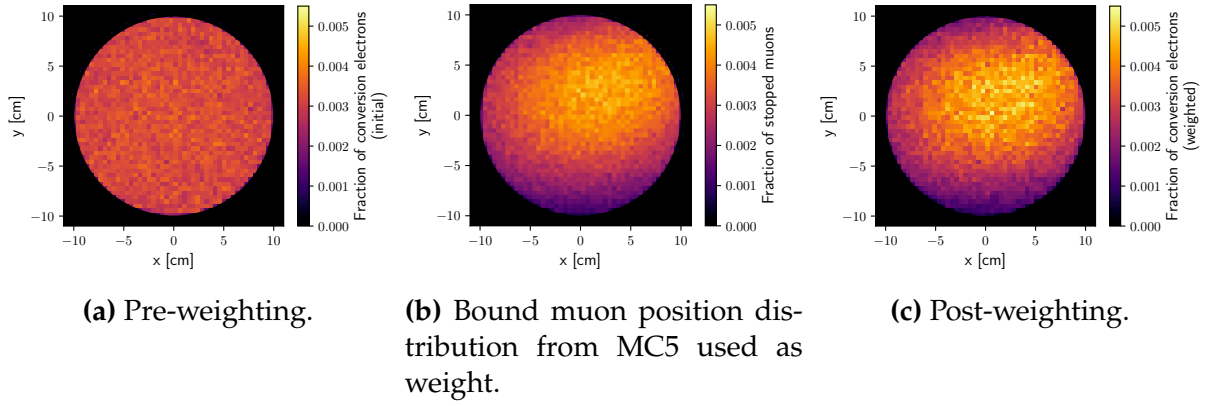 10
5
0
−5
−10
y [cm]
−10 −5 0 5 10
x [cm]
0.005
0.004
0.003
0.002
0.001
0.000
Fraction of conversion electrons
(initial)
10
5
0
−5
−10
y [cm]
−10 −5 0 5 10
x [cm]
0.005
0.004
0.003
0.002
0.001
0.000
Fraction of stopped muons
10
5
0
−5
−10
y [cm]
−10 −5 0 5 10
x [cm]
0.005
0.004
0.003
0.002
0.001
0.000
Fraction of conversion electrons
(weighted)
(a) Pre-weighting.
(b) Bound muon position dis-
tribution from MC5 used as
weight.
(c) Post-weighting.